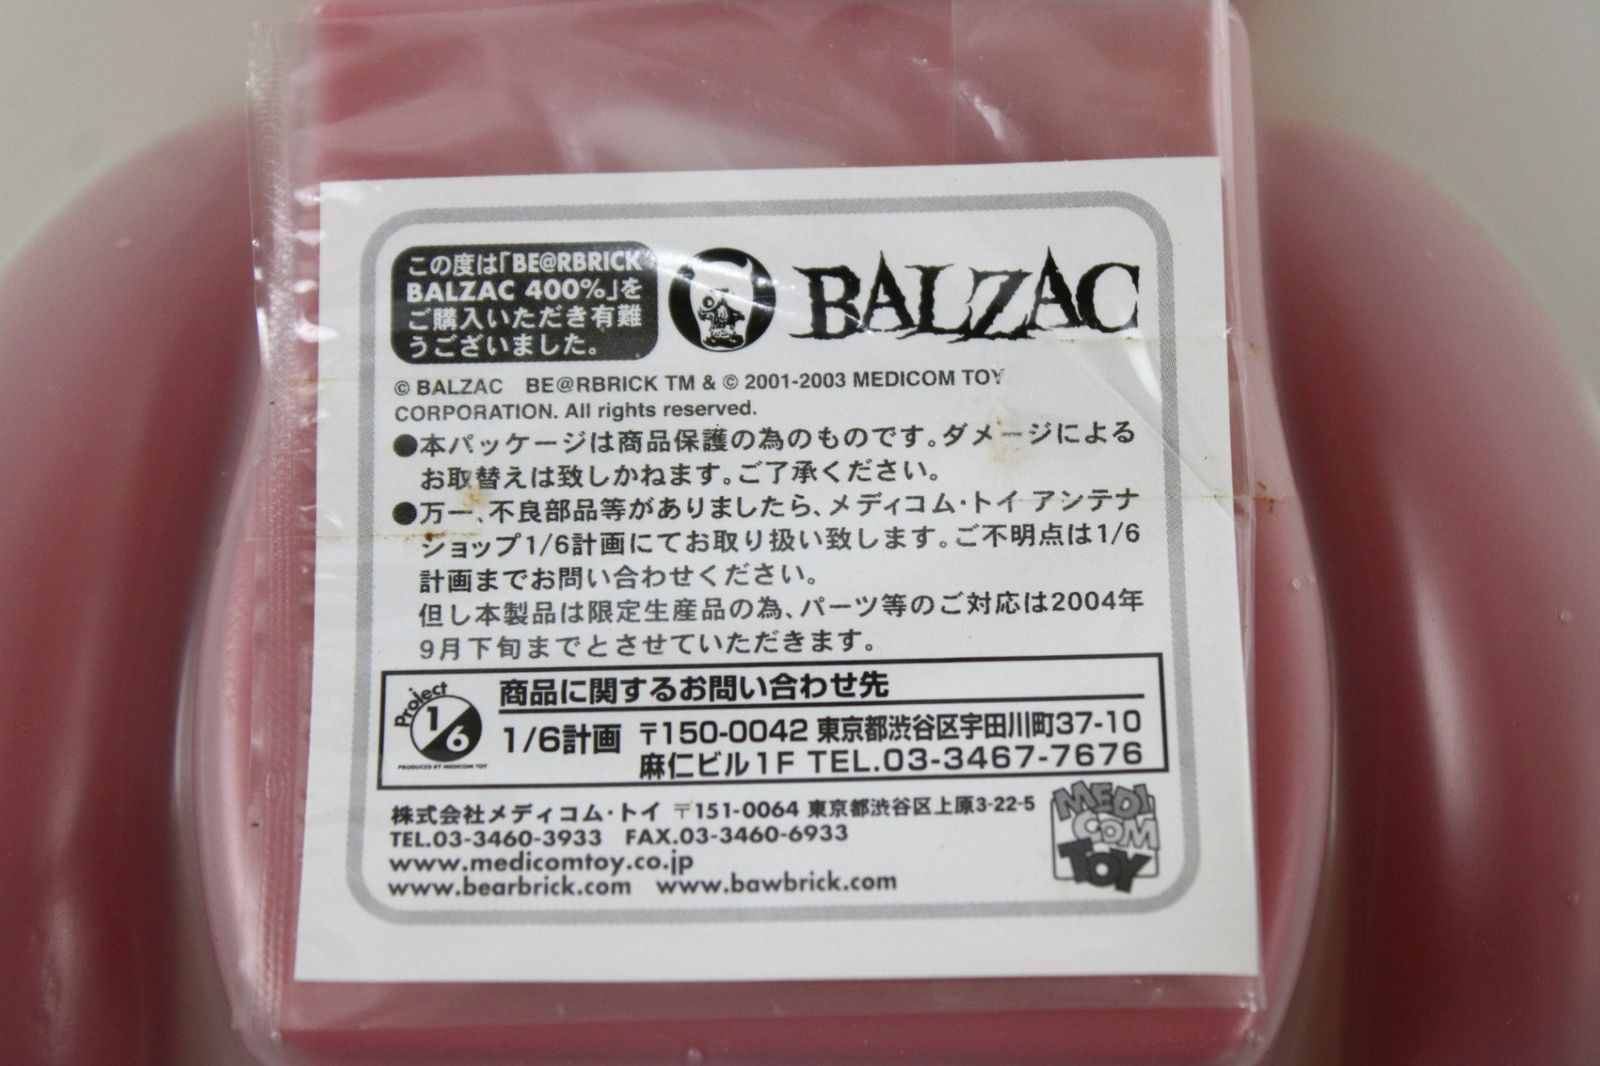 この度は「BE@RBRICK
BALZAC 400%」を
ご購入いただき有難
うございました。
BALZAC
© BALZAC BE@RBRICK TM & © 2001-2003 MEDICOM TOY
CORPORATION. All rights reserved.
●本パッケージは商品保護の為のものです。ダメージによる
お取替えは致しかねます。ご了承ください。
●万一、不良部品等がありましたら、メディコム・トイ アンテナ
ショップ1/6計画にてお取り扱い致します。ご不明点は1/6
計画までお問い合わせください。
但し本製品は限定生産品の為、パーツ等のご対応は2004年
9月下旬までとさせていただきます。
Project
1/6
PRODUCED BY MEDICOM TOY
商品に関するお問い合わせ先
1/6計画 〒150-0042 東京都渋谷区宇田川町37-10
麻仁ビル1F TEL.03-3467-7676
株式会社メディコム・トイ 〒151-0064 東京都渋谷区上原3-22-5
TEL.03-3460-3933 FAX.03-3460-6933
www.medicomtoy.co.jp
www.bearbrick.com www.bawbrick.com
MEDI
COM
TOY